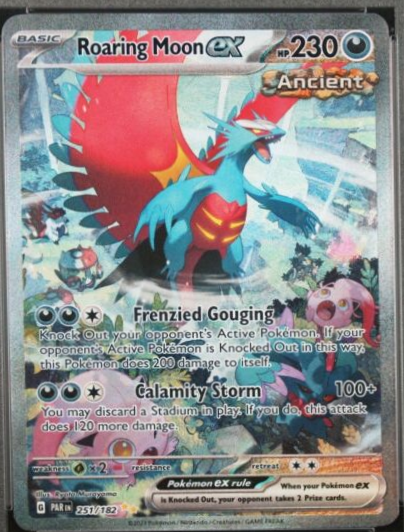 BASIC
Roaring Moon ex HP 230
Ancient
Frenzied Gouging
Knock Out your opponent's Active Pokémon. If your
opponent's Active Pokémon is Knocked Out in this way,
this Pokémon does 200 damage to itself.
Calamity Storm 100+
You may discard a Stadium in play. If you do, this attack
does 120 more damage.
weakness ×2 resistance retreat
Pokémon ex rule
When your Pokémon ex
is Knocked Out, your opponent takes 2 Prize cards.
Illus.
G PAR EN 251/182
©2023 Pokémon / Nintendo / Creatures / GAME FREAK